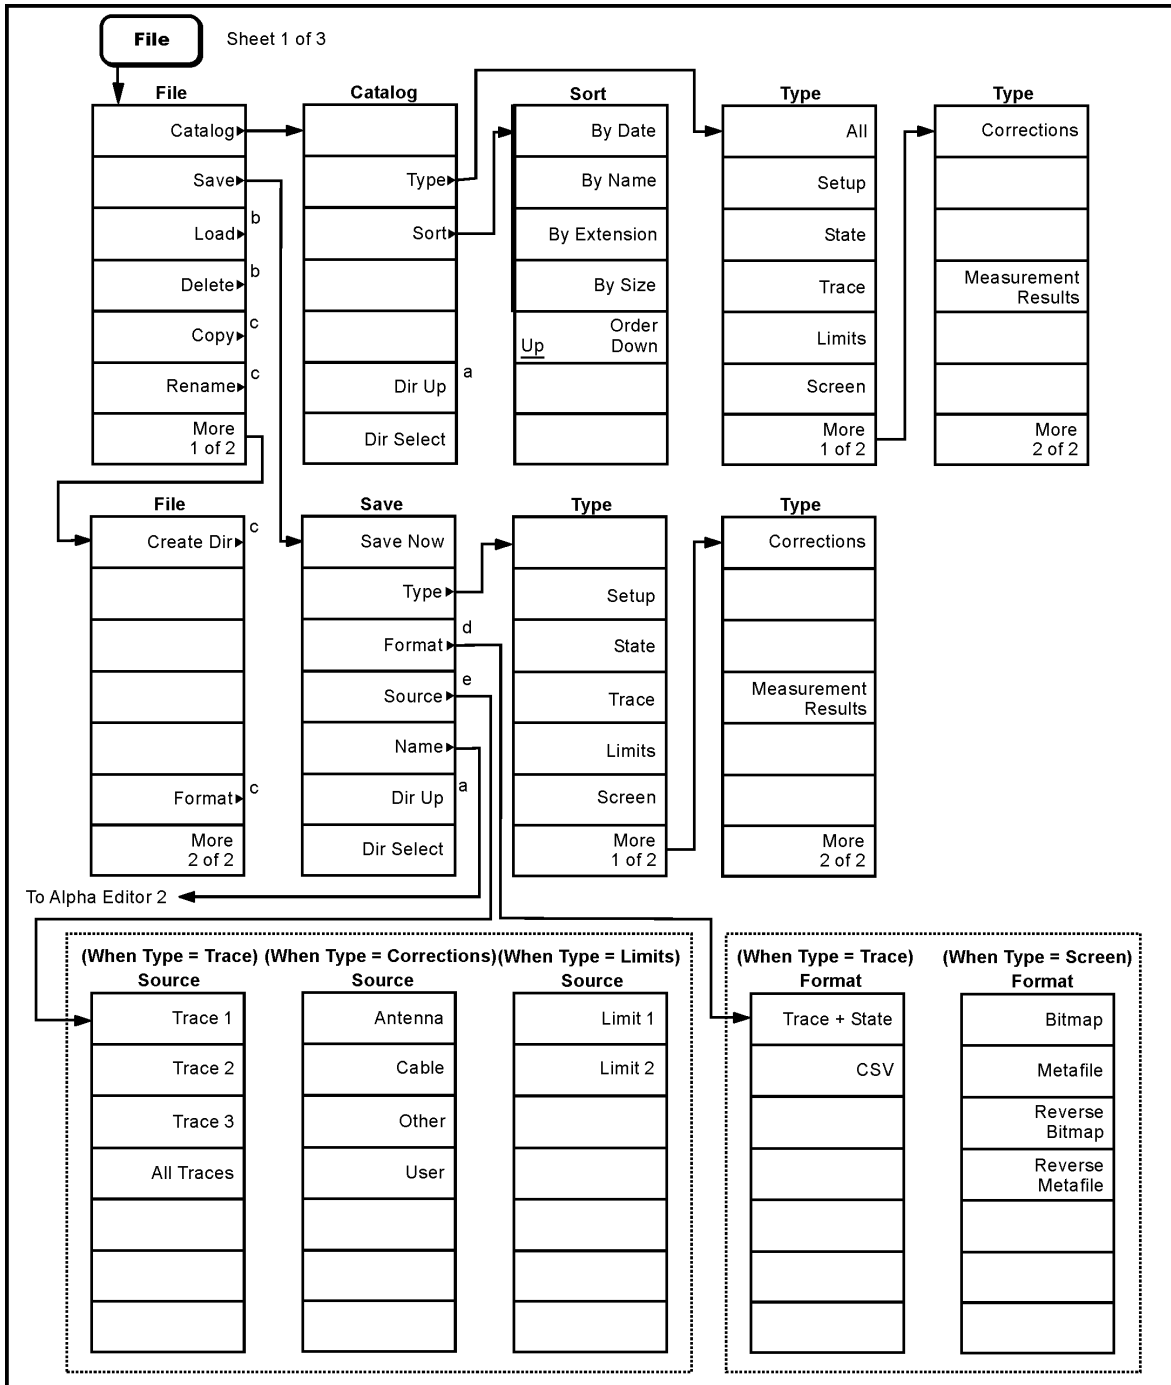 File
Sheet 1 of 3
File
Catalog
Save
b
Load
b
Delete
c
Copy
c
Rename
More
1 of 2
Catalog
Type
Sort
a
Dir Up
Dir Select
Sort
By Date
By Name
By Extension
By Size
Order
Up Down
Type
All
Setup
State
Trace
Limits
Screen
More
1 of 2
Type
Corrections
Measurement
Results
More
2 of 2
File
c
Create Dir
c
Format
More
2 of 2
Save
Save Now
Type
d
Format
e
Source
Name
a
Dir Up
Dir Select
Type
Setup
State
Trace
Limits
Screen
More
1 of 2
Type
Corrections
Measurement
Results
More
2 of 2
To Alpha Editor 2
(When Type = Trace)
Source
Trace 1
Trace 2
Trace 3
All Traces
(When Type = Corrections)
Source
Antenna
Cable
Other
User
(When Type = Limits)
Source
Limit 1
Limit 2
(When Type = Trace)
Format
Trace + State
CSV
(When Type = Screen)
Format
Bitmap
Metafile
Reverse
Bitmap
Reverse
Metafile